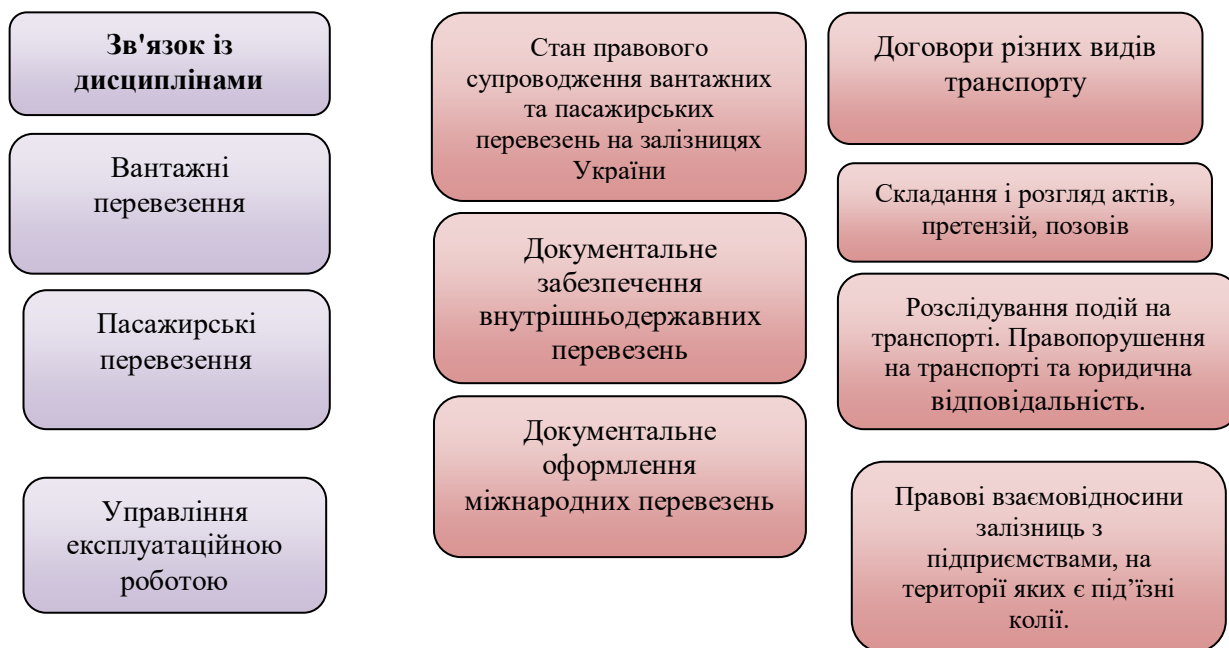 Зв'язок із
дисциплінами
Вантажні
перевезення
Пасажирські
перевезення
Управління
експлуатаційною
роботою
Стан правового
супроводження вантажних
та пасажирських
перевезень на залізницях
України
Документальне
забезпечення
внутрішньодержавних
перевезень
Документальне
оформлення
міжнародних перевезень
Договори різних видів
транспорту
Складання і розгляд актів,
претензій, позовів
Розслідування подій на
транспорті. Правопорушення
на транспорті та юридична
відповідальність.
Правові взаємовідносини
залізниць з
підприємствами, на
території яких є під’їзні
колії.